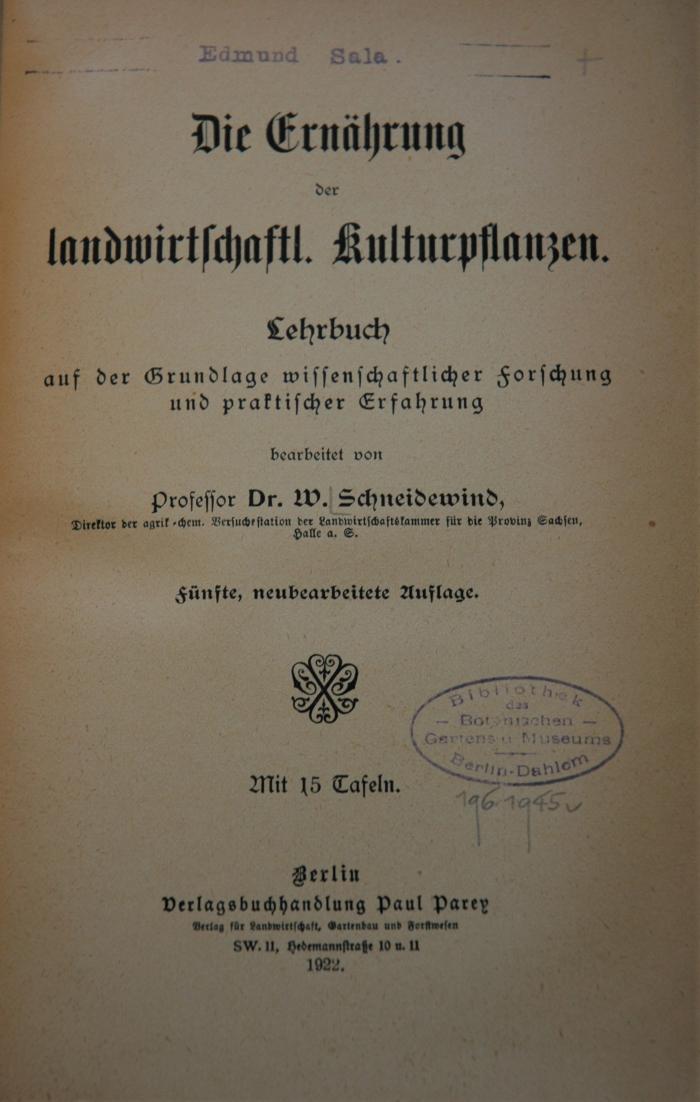 Edmund Sala.
Die Ernährung
der
landwirtſchaftl. Kulturpflanzen.
Lehrbuch
auf der Grundlage wiſſenſchaftlicher Forſchung
und praktiſcher Erfahrung
bearbeitet von
Profeſſor Dr. W. Schneidewind,
Direktor der agrik.-chem. Verſuchsſtation der Landwirtſchaftskammer für die Provinz Sachſen,
Halle a. S.
Fünfte, neubearbeitete Auflage.
Bibliothek
des
— Botanischen —
Gartens u. Museums
Berlin-Dahlem
Mit 15 Tafeln.
Berlin
Verlagsbuchhandlung Paul Parey
Verlag für Landwirtſchaft, Gartenbau und Forſtweſen
SW. 11, Hedemannſtraße 10 u. 11
1922.